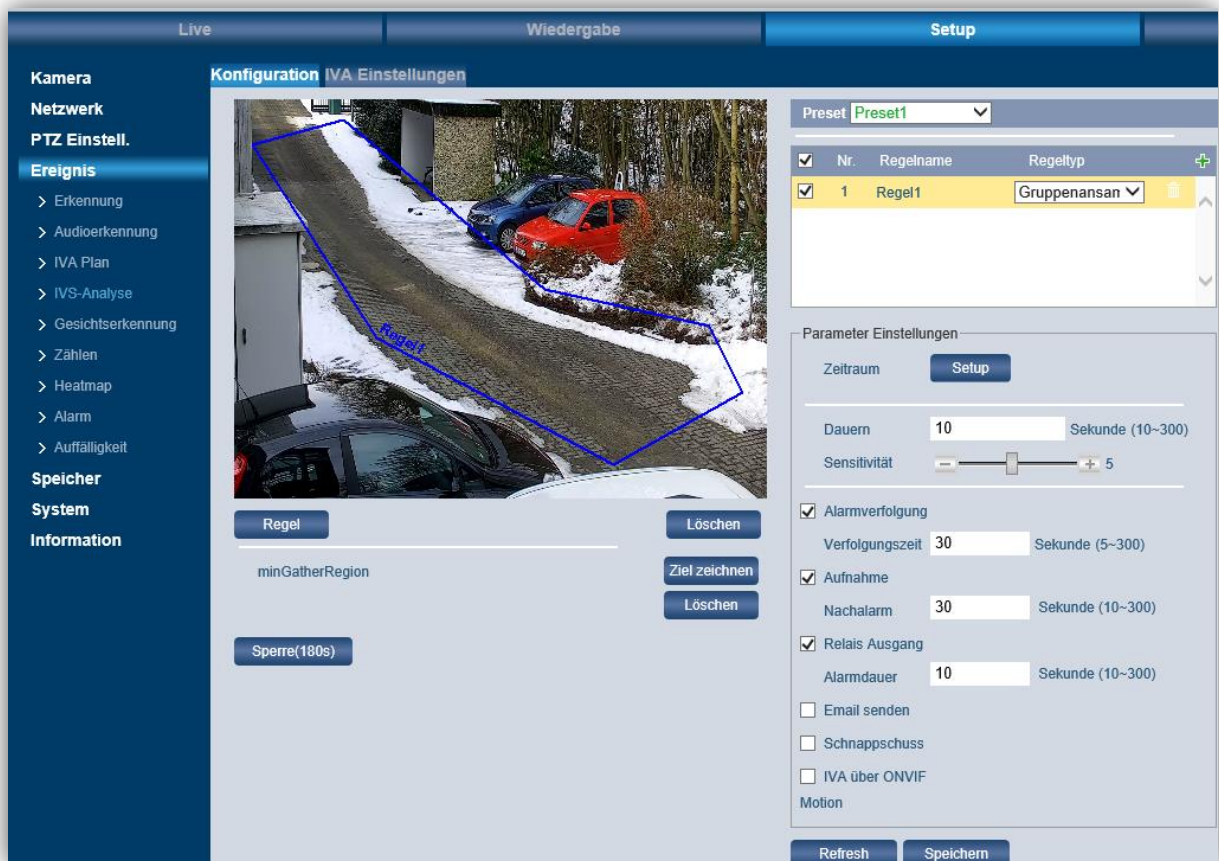 Live Wiedergabe Setup
Kamera
Netzwerk
PTZ Einstell.
Ereignis
> Erkennung
> Audioerkennung
> IVA Plan
> IVS-Analyse
> Gesichtserkennung
> Zählen
> Heatmap
> Alarm
> Auffälligkeit
Speicher
System
Information
Konfiguration IVA Einstellungen
Regel1
Regel Löschen
minGatherRegion Ziel zeichnen
Löschen
Sperre(180s)
Preset Preset1
Nr. Regelname Regeltyp
1 Regel1 Gruppenansan
Parameter Einstellungen
Zeitraum Setup
Dauern 10 Sekunde (10~300)
Sensitivität 5
Alarmverfolgung
Verfolgungszeit 30 Sekunde (5~300)
Aufnahme
Nachalarm 30 Sekunde (10~300)
Relais Ausgang
Alarmdauer 10 Sekunde (10~300)
Email senden
Schnappschuss
IVA über ONVIF
Motion
Refresh Speichern